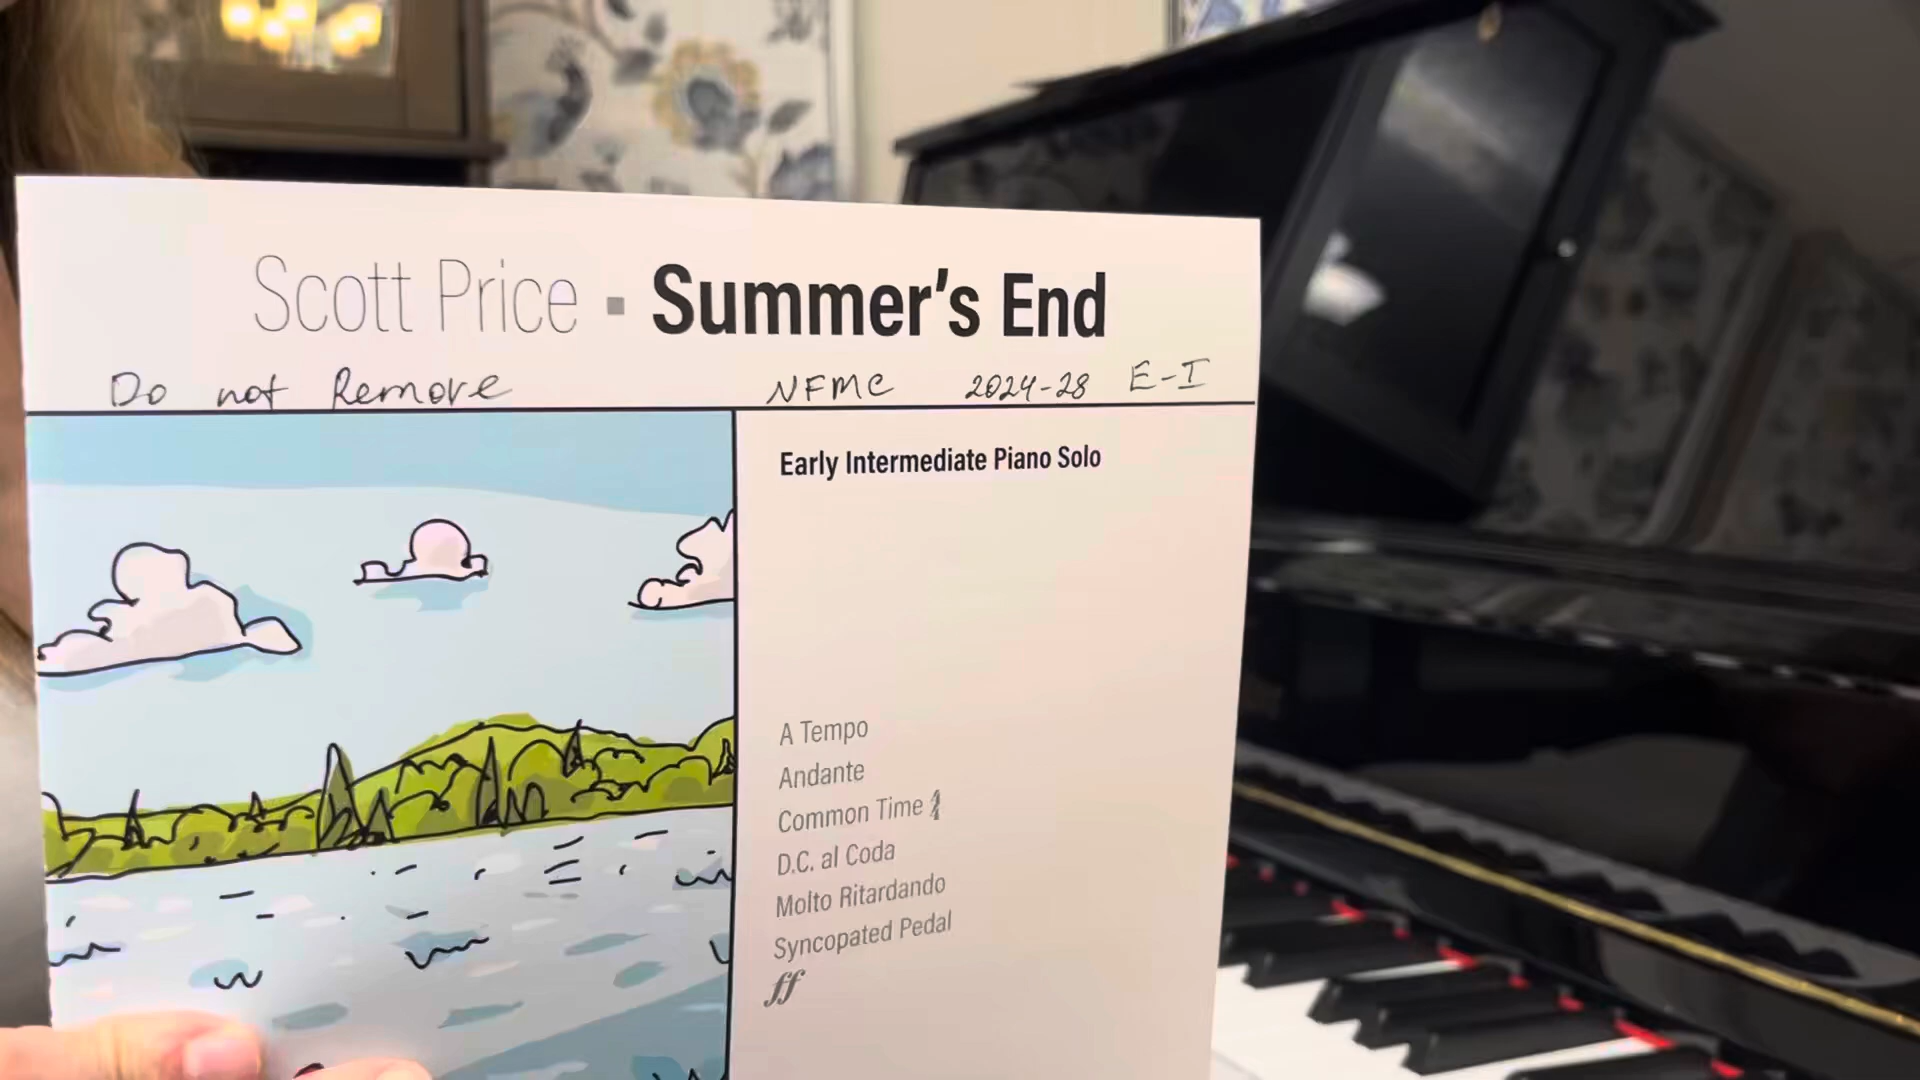 Scott Price ▪ Summer's End
Do not Remove NFMC 2024-28 E-I
Early Intermediate Piano Solo
A Tempo
Andante
Common Time 4/4
D.C. al Coda
Molto Ritardando
Syncopated Pedal
ff